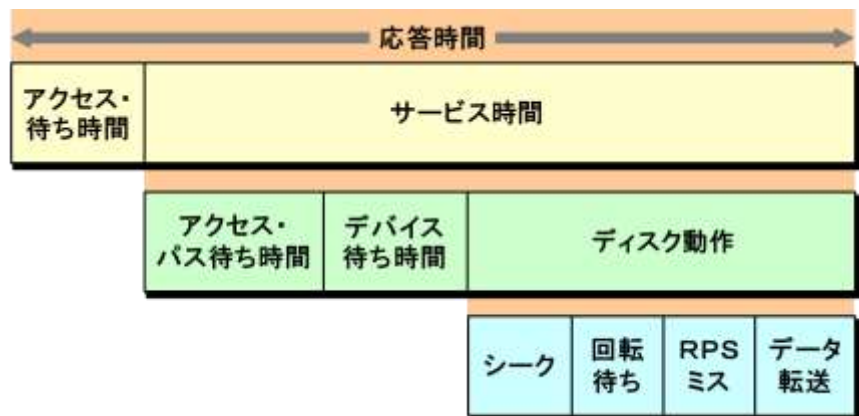 応答時間
アクセス・
待ち時間
サービス時間
アクセス・
パス待ち時間
デバイス
待ち時間
ディスク動作
シーク
回転
待ち
RPS
ミス
データ
転送